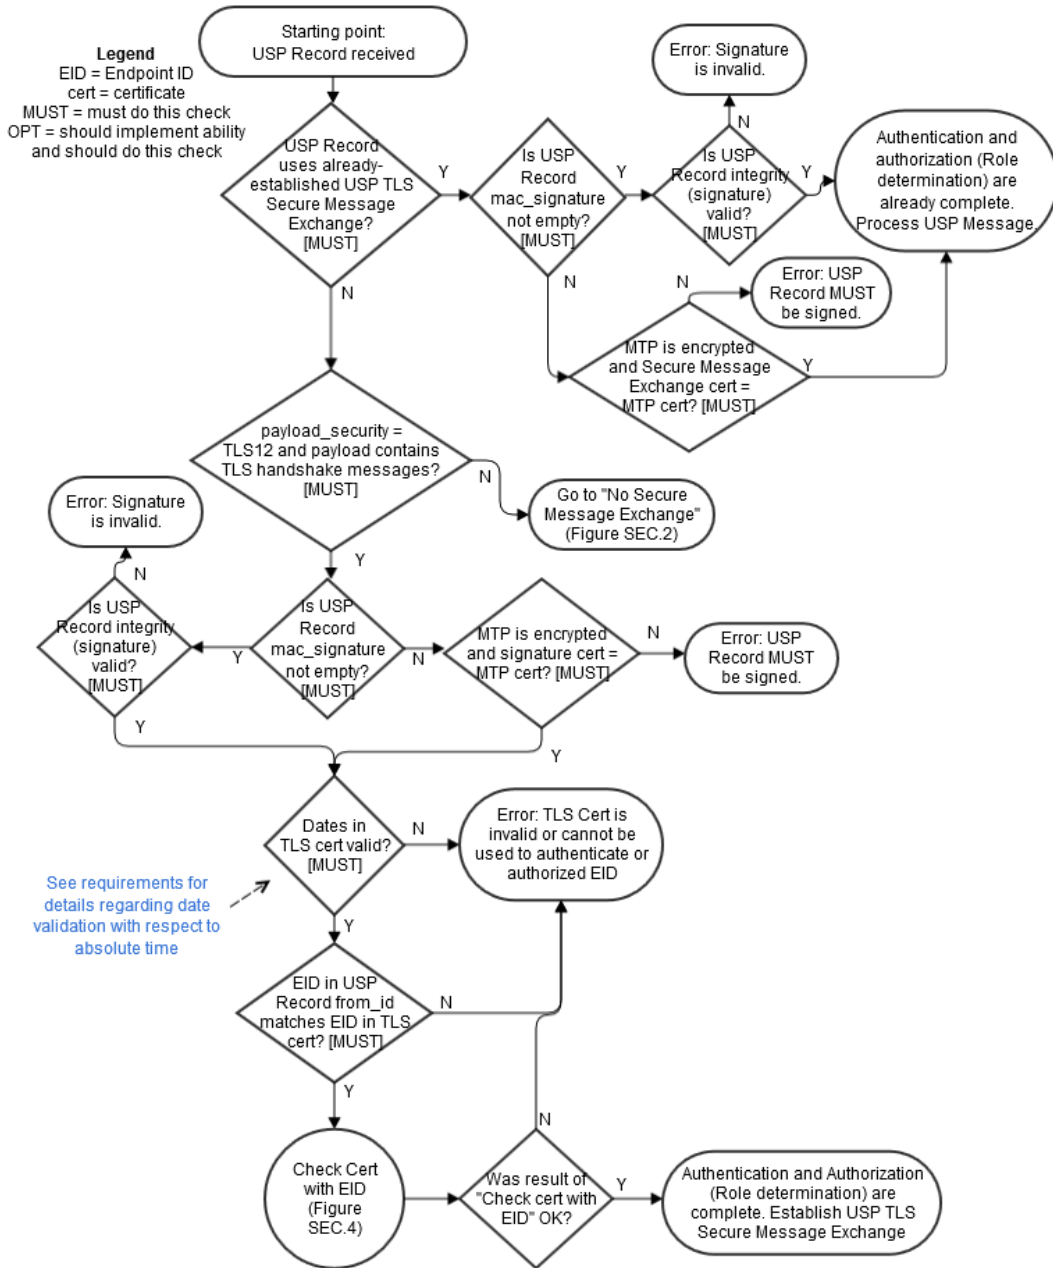 Starting point:
USP Record received
Legend
EID = Endpoint ID
cert = certificate
MUST = must do this check
OPT = should implement ability
and should do this check
Error: Signature
is invalid.
N
USP Record
uses already-
established USP TLS
Secure Message
Exchange?
[MUST]
Y
Is USP
Record
mac_signature
not empty?
[MUST]
Y
Is USP
Record integrity
(signature)
valid?
[MUST]
Y
Authentication and
authorization (Role
determination) are
already complete.
Process USP Message.
N
N
N
Error: USP
Record MUST
be signed.
MTP is encrypted
and Secure Message
Exchange cert =
MTP cert? [MUST]
Y
payload_security =
TLS12 and payload contains
TLS handshake messages?
[MUST]
N
Go to "No Secure
Message Exchange"
(Figure SEC.2)
Y
Error: Signature
is invalid.
N
Is USP
Record integrity
(signature)
valid?
[MUST]
Y
Is USP
Record
mac_signature
not empty?
[MUST]
N
MTP is encrypted
and signature cert =
MTP cert? [MUST]
N
Error: USP
Record MUST
be signed.
Y
Y
Dates in
TLS cert valid?
[MUST]
N
Error: TLS Cert is
invalid or cannot be
used to authenticate or
authorized EID
See requirements for
details regarding date
validation with respect to
absolute time
Y
EID in USP
Record from_id
matches EID in TLS
cert? [MUST]
N
Y
Check Cert
with EID
(Figure
SEC.4)
N
Was result of
"Check cert with
EID" OK?
Y
Authentication and Authorization
(Role determination) are
complete. Establish USP TLS
Secure Message Exchange